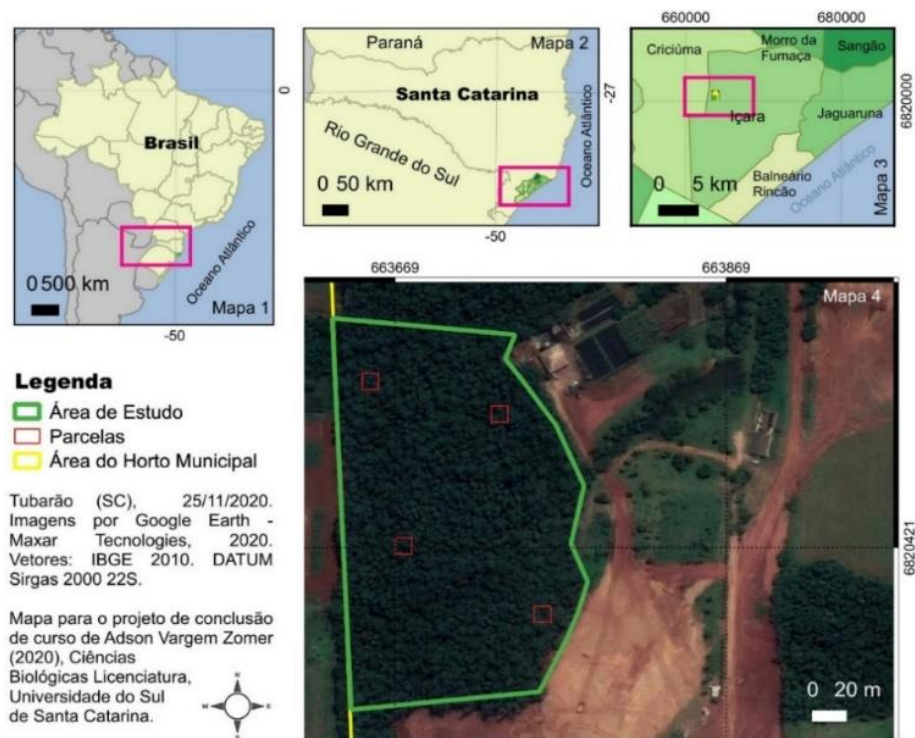 Brasil
0
Oceano Atlântico
0 500 km
Mapa 1
-50
Paraná
Mapa 2
Santa Catarina
-27
Rio Grande do Sul
Oceano Atlântico
0 50 km
-50
660000
680000
Criciúma
Morro da
Fumaça
Sangão
Içara
Jaguaruna
6820000
Balneário
Rincão
Oceano Atlântico
0 5 km
Mapa 3
663669
663869
Mapa 4
6820421
0 20 m
Legenda
Área de Estudo
Parcelas
Área do Horto Municipal
Tubarão (SC), 25/11/2020.
Imagens por Google Earth -
Maxar Tecnologies, 2020.
Vetores: IBGE 2010. DATUM
Sirgas 2000 22S.
Mapa para o projeto de conclusão
de curso de Adson Vargem Zomer
(2020), Ciências
Biológicas Licenciatura,
Universidade do Sul
de Santa Catarina.
N
W
E
S